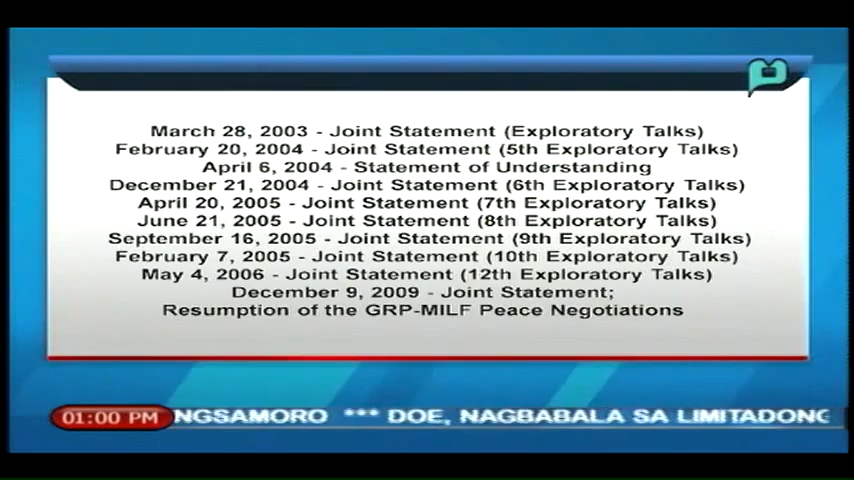 March 28, 2003 - Joint Statement (Exploratory Talks)
February 20, 2004 - Joint Statement (5th Exploratory Talks)
April 6, 2004 - Statement of Understanding
December 21, 2004 - Joint Statement (6th Exploratory Talks)
April 20, 2005 - Joint Statement (7th Exploratory Talks)
June 21, 2005 - Joint Statement (8th Exploratory Talks)
September 16, 2005 - Joint Statement (9th Exploratory Talks)
February 7, 2005 - Joint Statement (10th Exploratory Talks)
May 4, 2006 - Joint Statement (12th Exploratory Talks)
December 9, 2009 - Joint Statement;
Resumption of the GRP-MILF Peace Negotiations
01:00 PM NGSAMORO *** DOE, NAGBABALA SA LIMITADONG